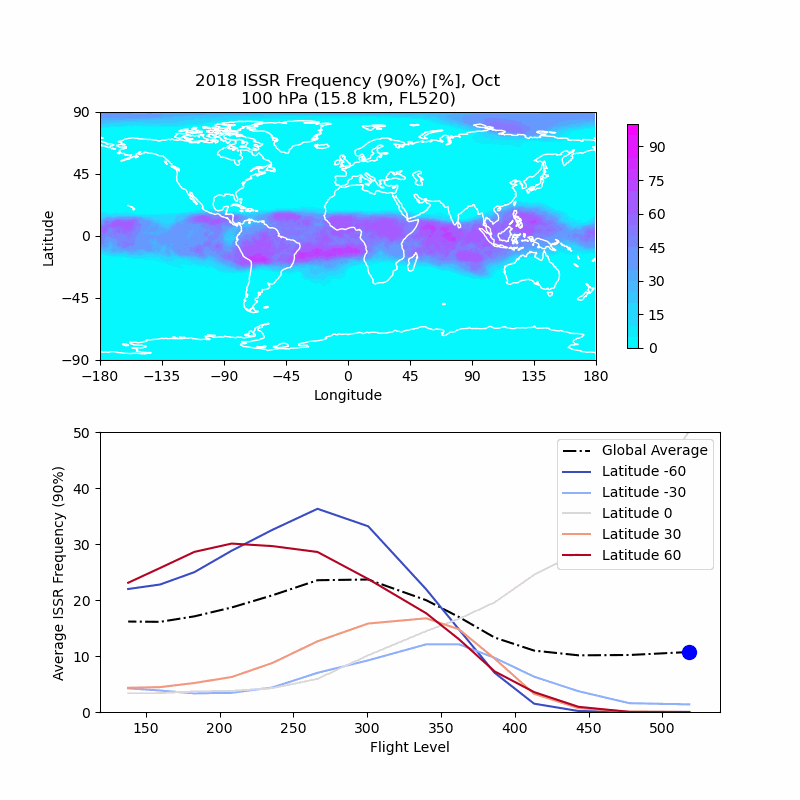 2018 ISSR Frequency (90%) [%], Oct
100 hPa (15.8 km, FL520)
90
45
0
−45
−90
Latitude
−180 −135 −90 −45 0 45 90 135 180
Longitude
90
75
60
45
30
15
0
50
40
30
20
10
0
Average ISSR Frequency (90%)
Global Average
Latitude -60
Latitude -30
Latitude 0
Latitude 30
Latitude 60
150 200 250 300 350 400 450 500
Flight Level